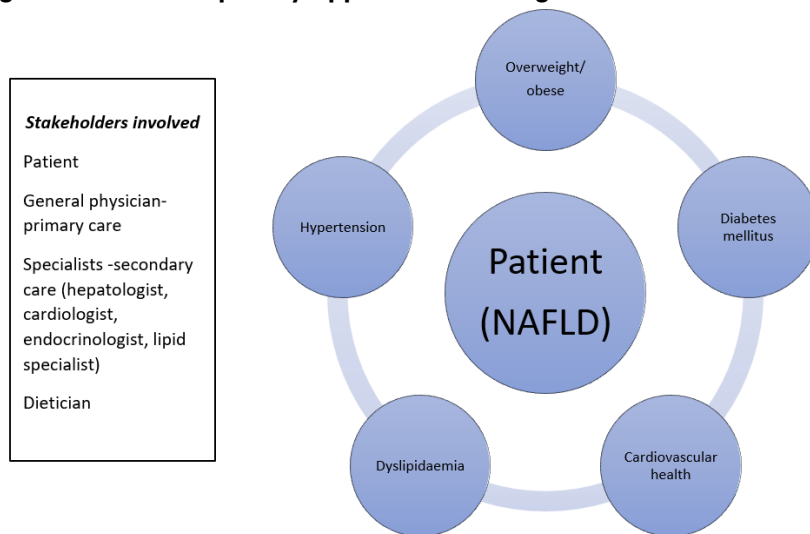 Stakeholders involved
Patient
General physician-
primary care
Specialists -secondary
care (hepatologist,
cardiologist,
endocrinologist, lipid
specialist)
Dietician
Overweight/
obese
Hypertension
Diabetes
mellitus
Patient
(NAFLD)
Dyslipidaemia
Cardiovascular
health